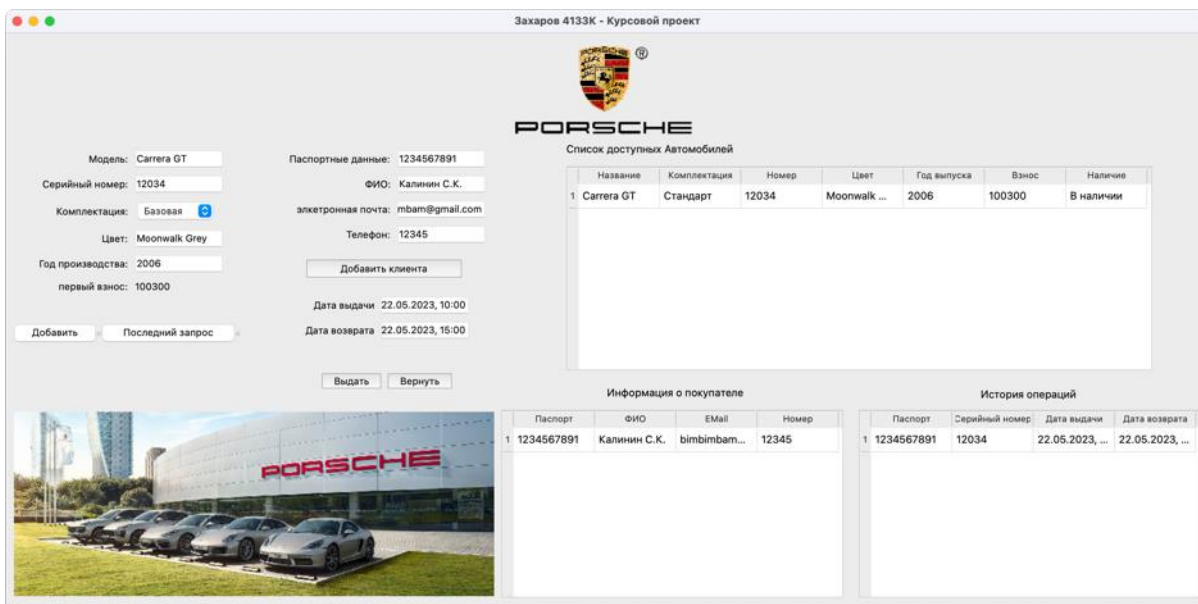 Захаров 4133К - Курсовой проект
PORSCHE
®
PORSCHE
Список доступных Автомобилей
Модель: Carrera GT
Серийный номер: 12034
Комплектация: Базовая
Цвет: Moonwalk Grey
Год производства: 2006
первый взнос: 100300
Добавить
Последний запрос
Паспортные данные: 1234567891
ФИО: Калинин С.К.
элкетронная почта: mbam@gmail.com
Телефон: 12345
Добавить клиента
Дата выдачи 22.05.2023, 10:00
Дата возврата 22.05.2023, 15:00
Выдать Вернуть
Название Комплектация Номер Цвет Год выпуска Взнос Наличие
1 Carrera GT Стандарт 12034 Moonwalk ... 2006 100300 В наличии
PORSCHE
Информация о покупателе
Паспорт ФИО EMail Номер
1 1234567891 Калинин С.К. bimbimbam... 12345
История операций
Паспорт Серийный номер Дата выдачи Дата возврата
1 1234567891 12034 22.05.2023, ... 22.05.2023, ...